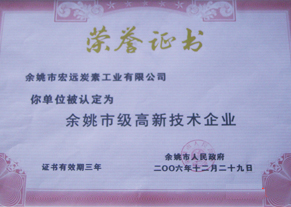 荣誉证书
余姚市宏远炭素工业有限公司
你单位被认定为
余姚市级高新技术企业
余姚市人民政府
证书有效期三年
二〇〇六年十二月二十九日